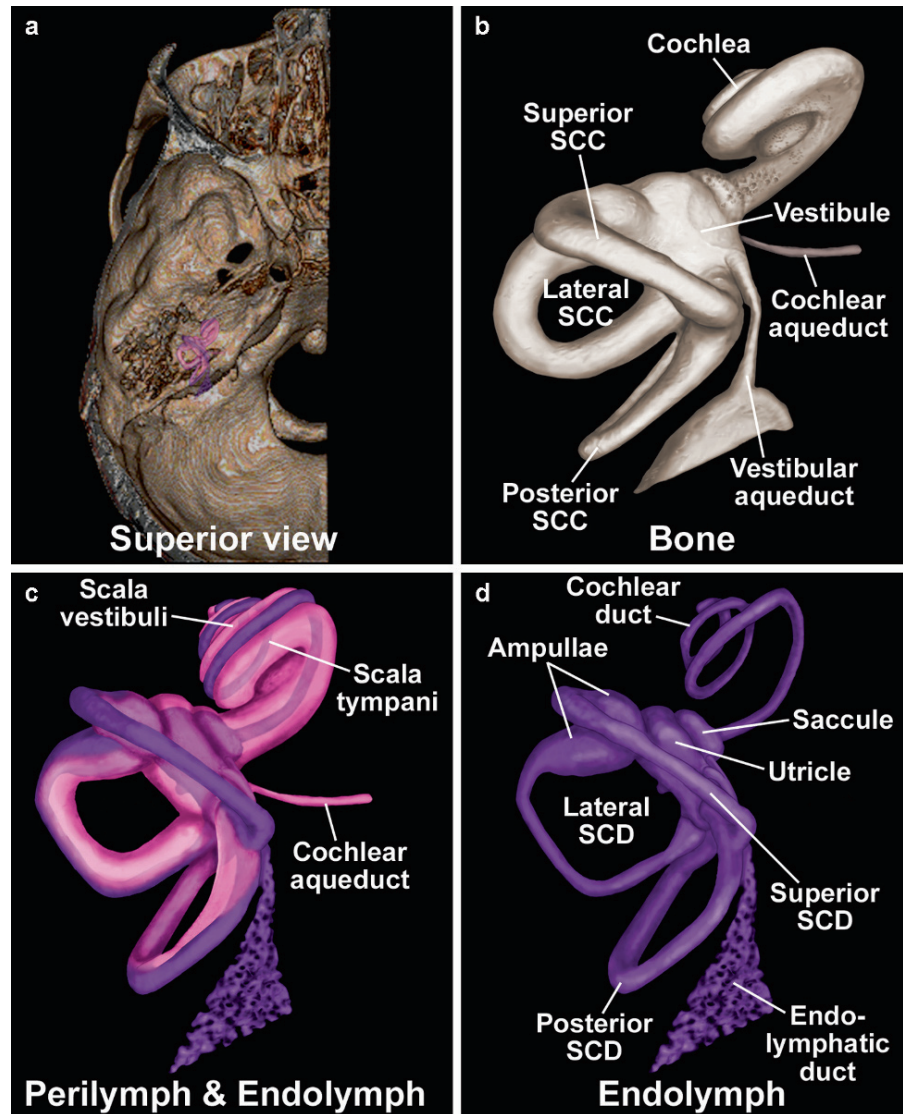 a
Superior view
b
Cochlea
Superior
SCC
Vestibule
Lateral
SCC
Cochlear
aqueduct
Posterior
SCC
Vestibular
aqueduct
Bone
c
Scala
vestibuli
Scala
tympani
Cochlear
aqueduct
Perilymph & Endolymph
d
Cochlear
duct
Ampullae
Saccule
Utricle
Lateral
SCD
Superior
SCD
Posterior
SCD
Endo-
lymphatic
duct
Endolymph